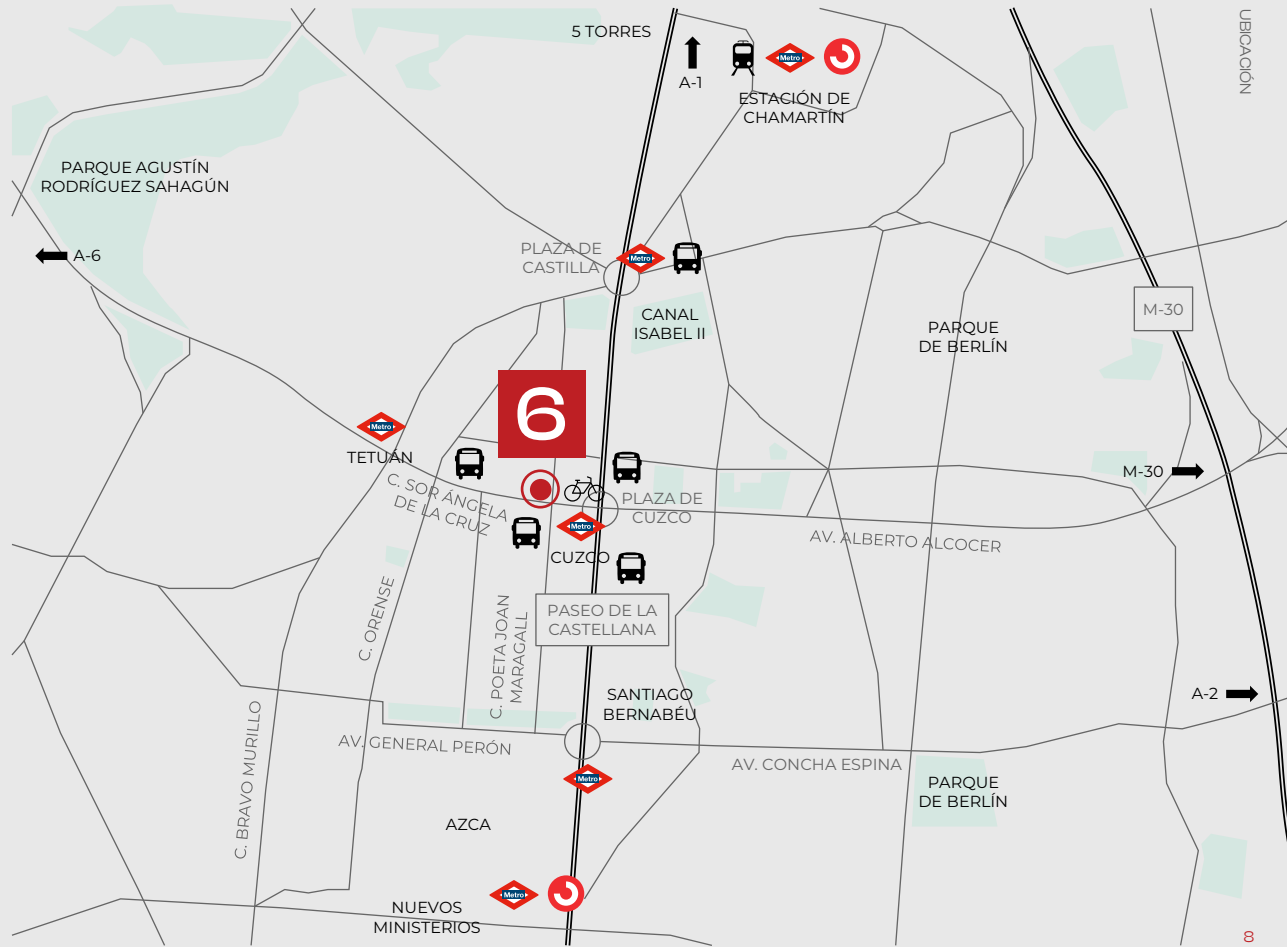 5 TORRES
UBICACIÓN
A-1
Metro
ESTACIÓN DE
CHAMARTÍN
PARQUE AGUSTÍN
RODRÍGUEZ SAHAGÚN
A-6
PLAZA DE
CASTILLA
Metro
CANAL
ISABEL II
M-30
PARQUE
DE BERLÍN
6
Metro
TETUÁN
C. SOR ÁNGELA
DE LA CRUZ
PLAZA DE
CUZCO
M-30
Metro
CUZCO
AV. ALBERTO ALCOCER
C. ORENSE
C. POETA JOAN
MARAGALL
PASEO DE LA
CASTELLANA
SANTIAGO
BERNABÉU
A-2
C. BRAVO MURILLO
AV. GENERAL PERÓN
AV. CONCHA ESPINA
Metro
PARQUE
DE BERLÍN
AZCA
Metro
NUEVOS
MINISTERIOS
8